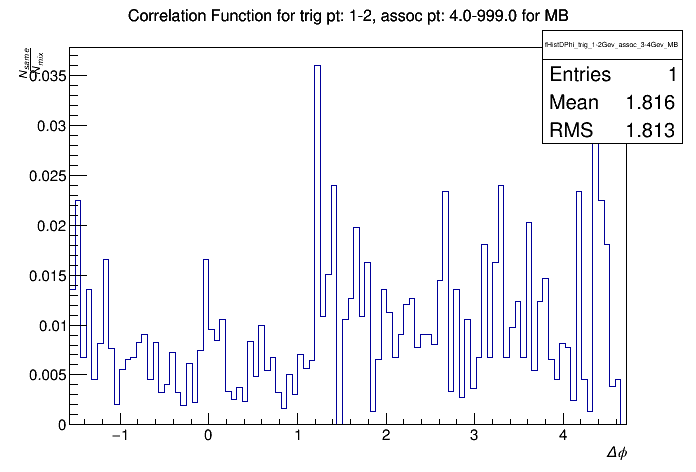 Correlation Function for trig pt: 1-2, assoc pt: 4.0-999.0 for MB
fHistDPhi_trig_1-2Gev_assoc_3-4Gev_MB
Entries 1
Mean 1.816
RMS 1.813
N_same
N_mix
0.035
0.03
0.025
0.02
0.015
0.01
0.005
0
−1 0 1 2 3 4
Δϕ